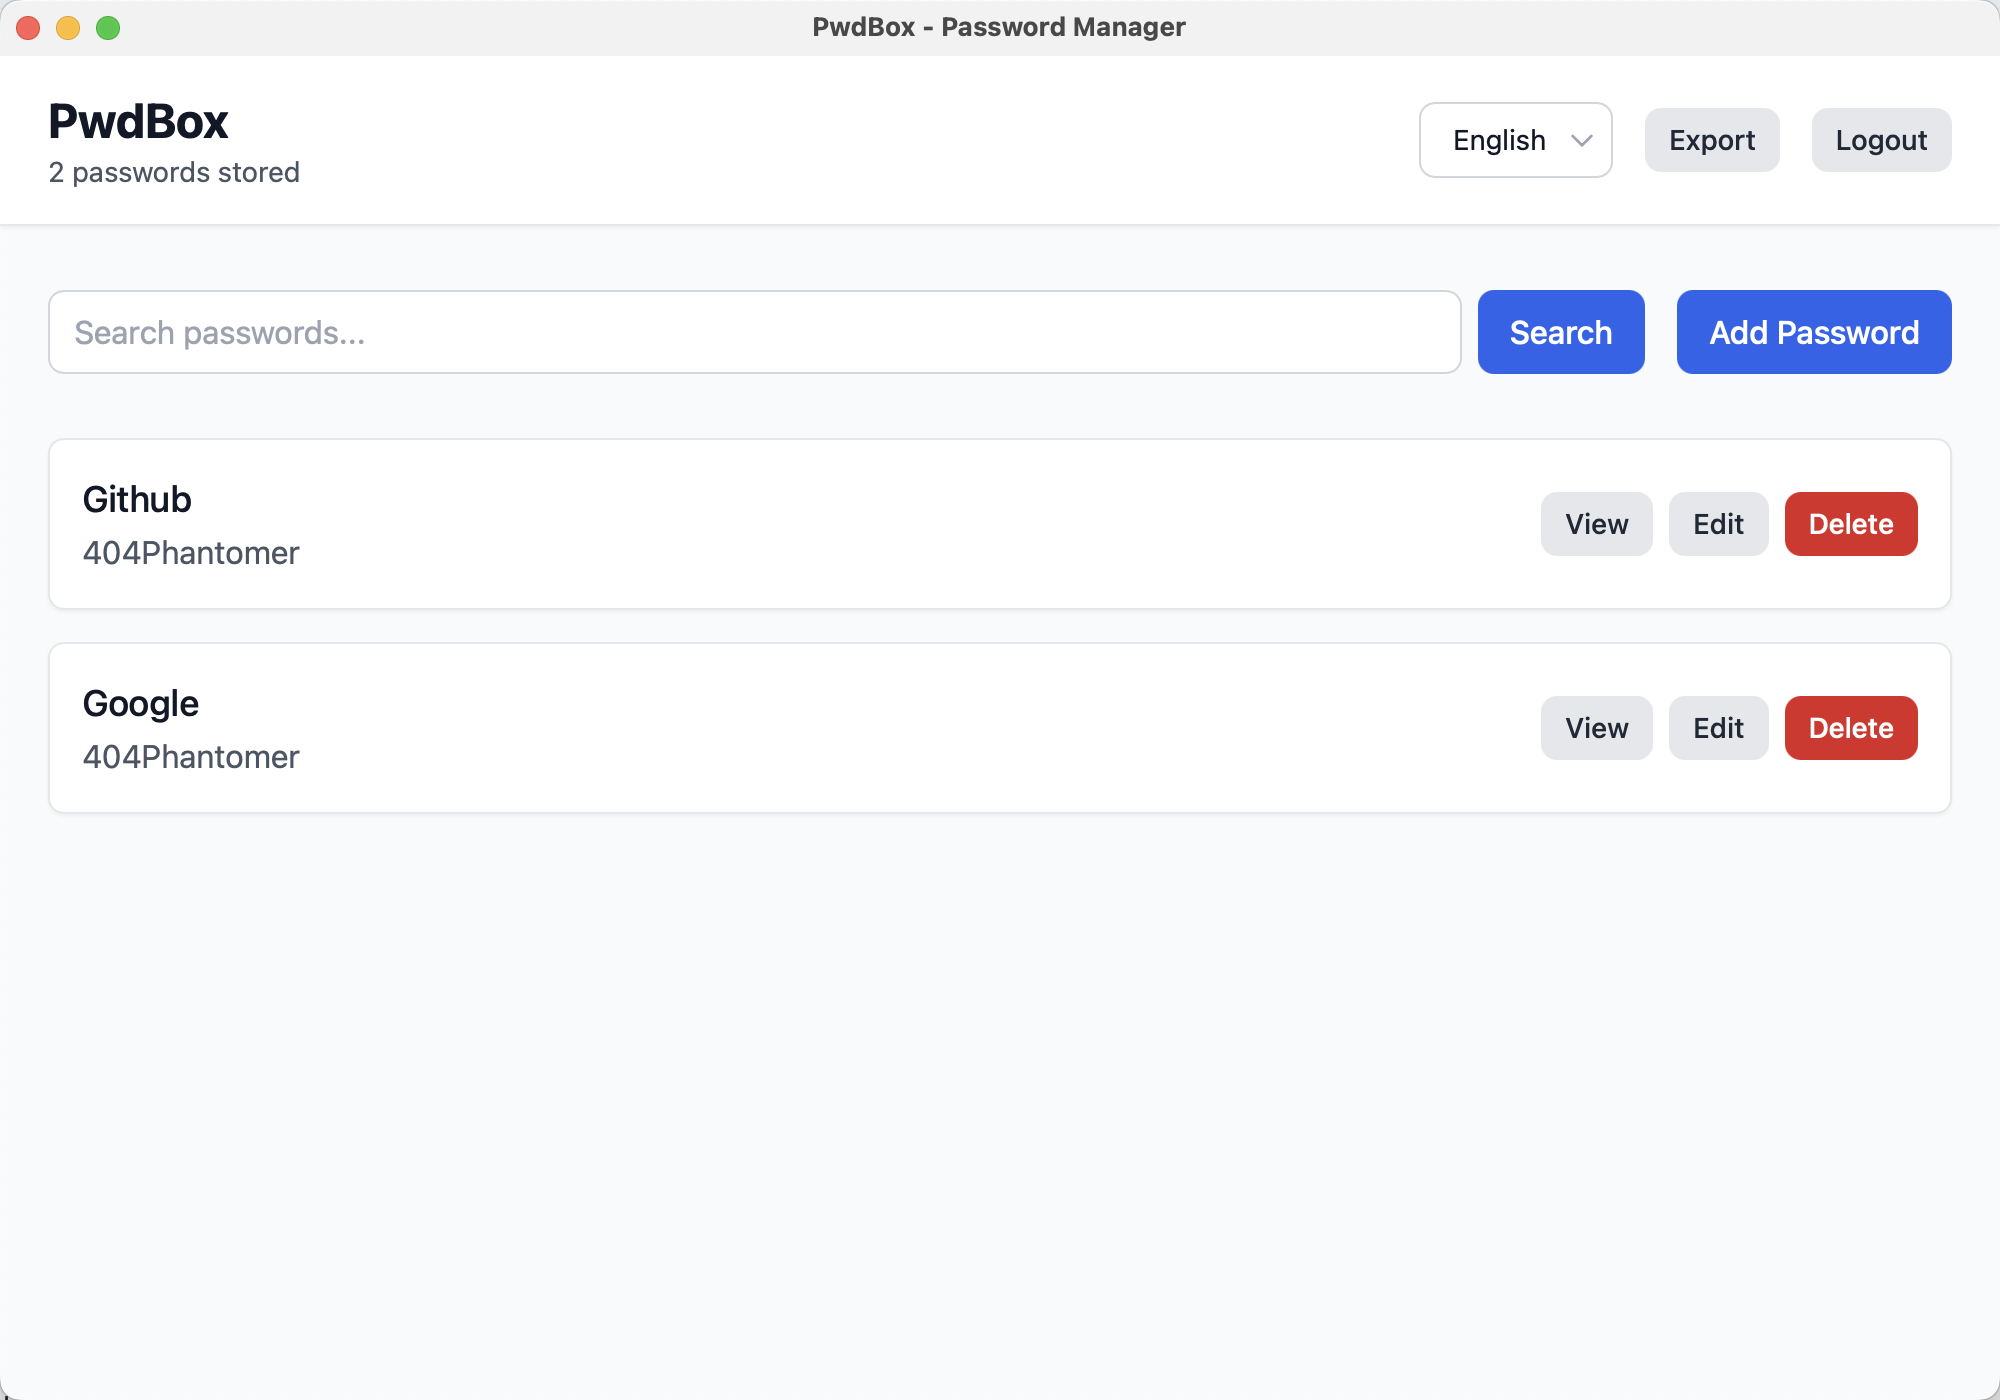 PwdBox - Password Manager
PwdBox
2 passwords stored
English
Export
Logout
Search passwords...
Search
Add Password
Github
404Phantomer
View
Edit
Delete
Google
404Phantomer
View
Edit
Delete